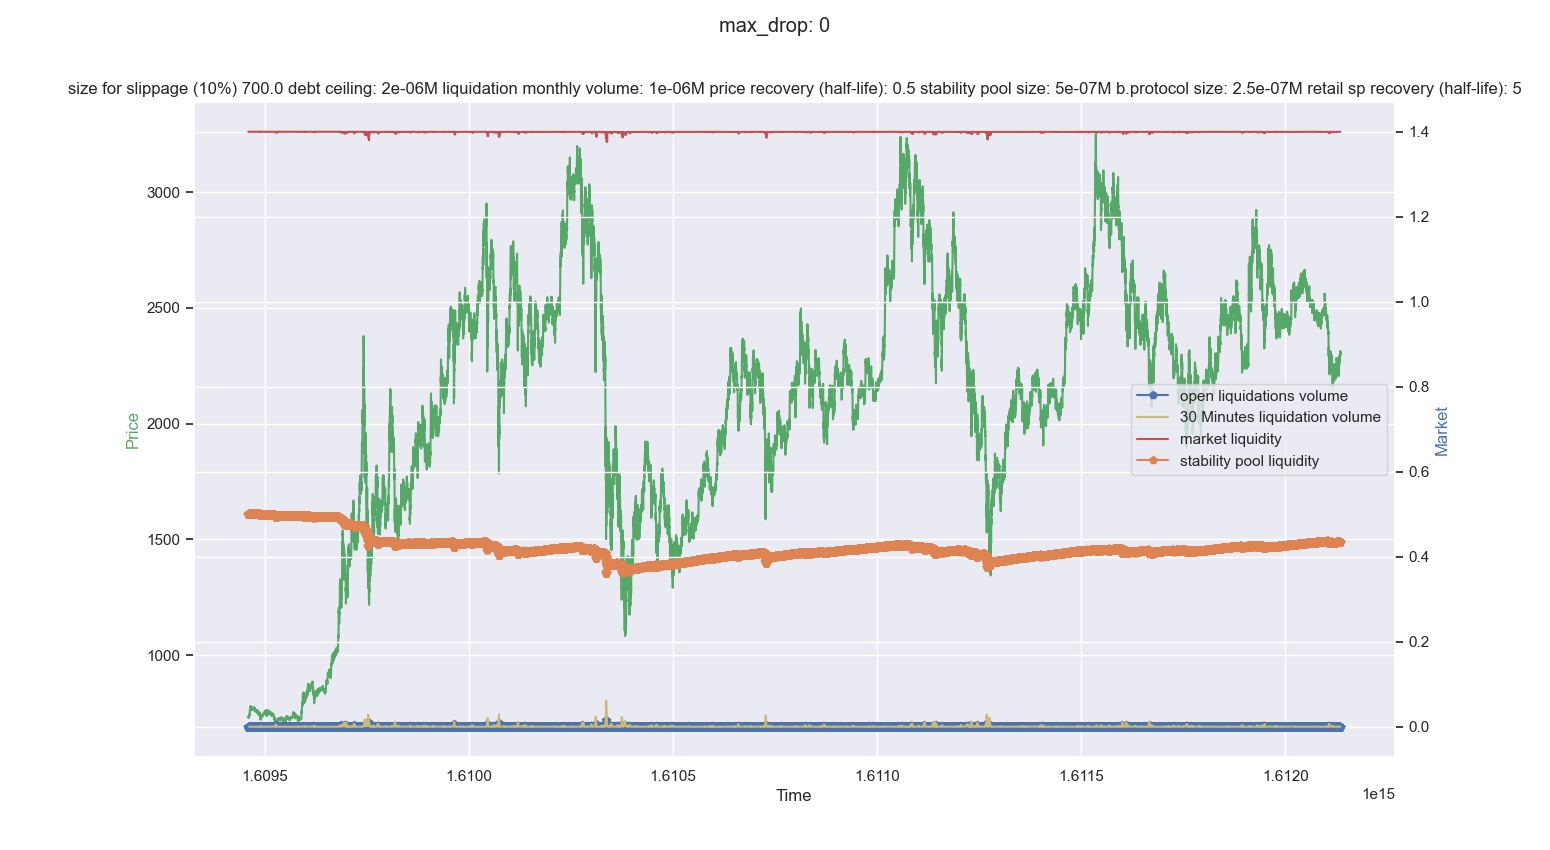 max_drop: 0
size for slippage (10%) 700.0 debt ceiling: 2e-06M liquidation monthly volume: 1e-06M price recovery (half-life): 0.5 stability pool size: 5e-07M b.protocol size: 2.5e-07M retail sp recovery (half-life): 5
1.4
3000
1.2
2500
1.0
0.8
2000
0.6
1500
0.4
1000
0.2
0.0
Price
Market
open liquidations volume
30 Minutes liquidation volume
market liquidity
stability pool liquidity
1.6095 1.6100 1.6105 1.6110 1.6115 1.6120
Time
1e15